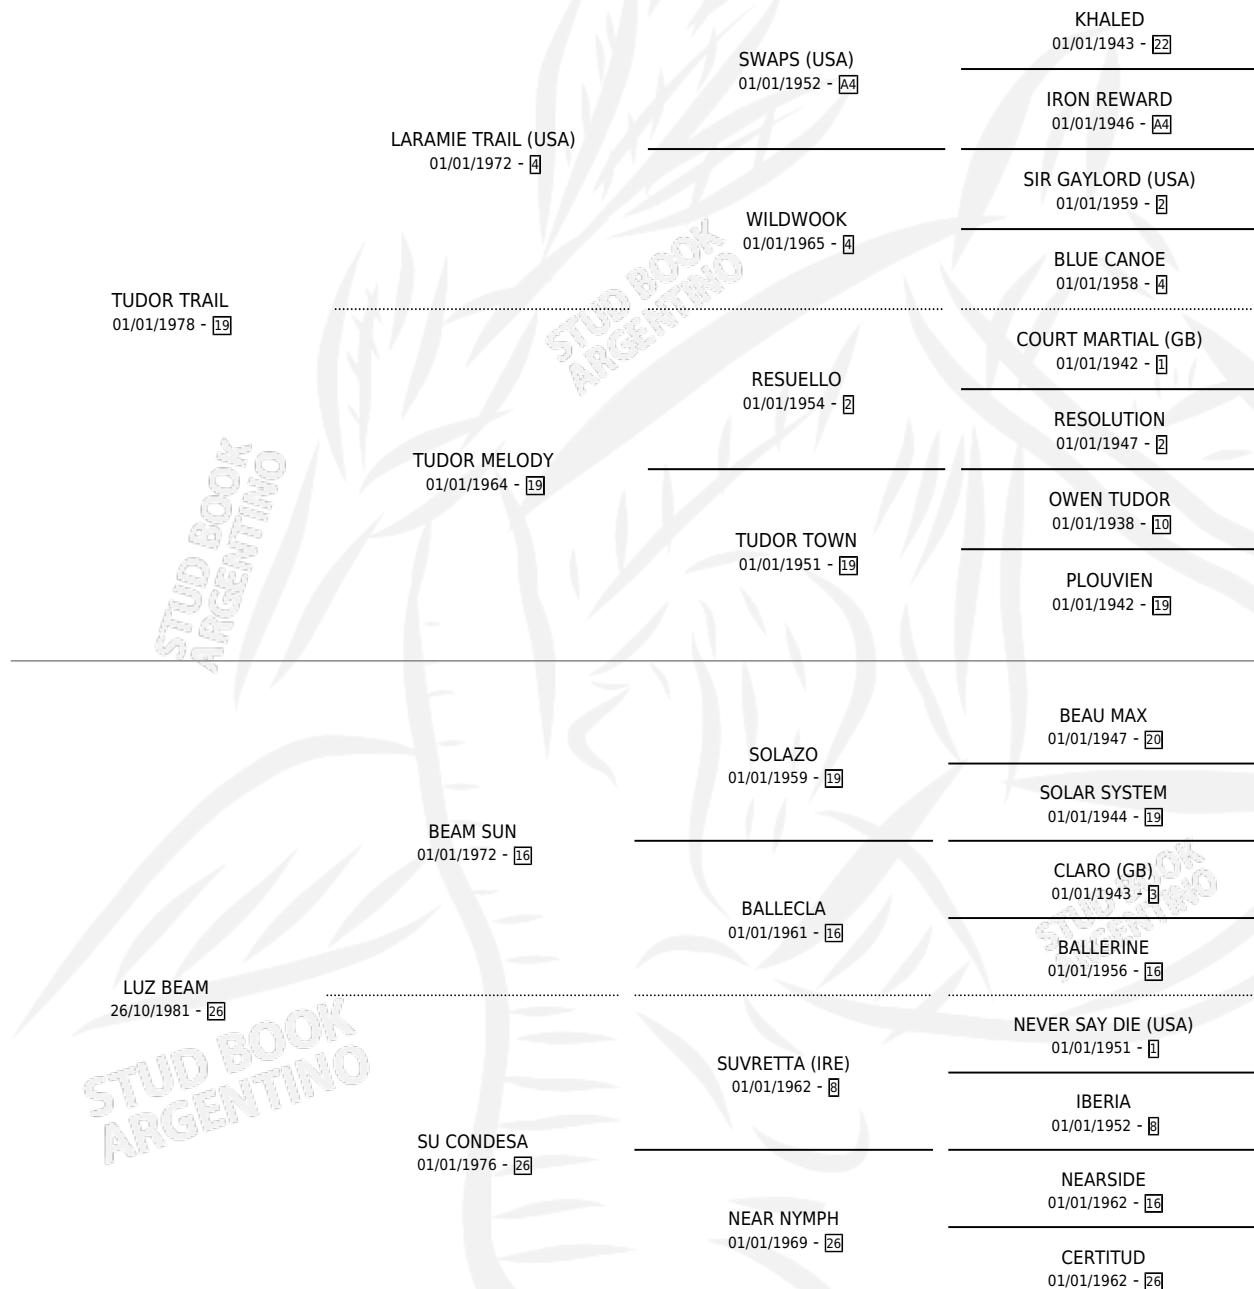 KHALED
01/01/1943 - 22
SWAPS (USA)
01/01/1952 - A4
IRON REWARD
01/01/1946 - A4
LARAMIE TRAIL (USA)
01/01/1972 - 4
SIR GAYLORD (USA)
01/01/1959 - 2
WILDWOOK
01/01/1965 - 4
BLUE CANOE
01/01/1958 - 4
TUDOR TRAIL
01/01/1978 - 19
COURT MARTIAL (GB)
01/01/1942 - 1
RESUELLO
01/01/1954 - 2
RESOLUTION
01/01/1947 - 2
TUDOR MELODY
01/01/1964 - 19
OWEN TUDOR
01/01/1938 - 10
TUDOR TOWN
01/01/1951 - 19
PLOUVIEN
01/01/1942 - 19
BEAU MAX
01/01/1947 - 20
SOLAZO
01/01/1959 - 19
SOLAR SYSTEM
01/01/1944 - 19
BEAM SUN
01/01/1972 - 16
CLARO (GB)
01/01/1943 - 3
BALLECLA
01/01/1961 - 16
BALLERINE
01/01/1956 - 16
LUZ BEAM
26/10/1981 - 26
NEVER SAY DIE (USA)
01/01/1951 - 1
SUVRETTA (IRE)
01/01/1962 - 8
IBERIA
01/01/1952 - 8
SU CONDESA
01/01/1976 - 26
NEARSIDE
01/01/1962 - 16
NEAR NYMPH
01/01/1969 - 26
CERTITUD
01/01/1962 - 26
STUD BOOK
ARGENTINO
STUD BOOK
ARGENTINO
STUD BOOK
ARGENTINO
STUD BOOK
ARGENTINO